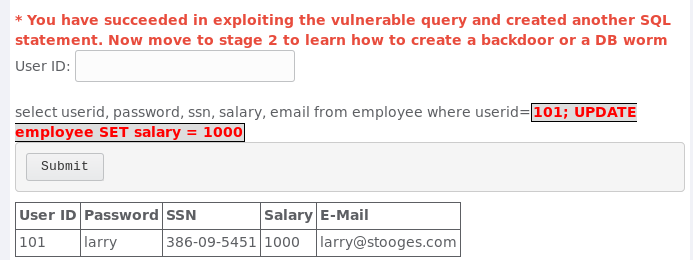 * You have succeeded in exploiting the vulnerable query and created another SQL
statement. Now move to stage 2 to learn how to create a backdoor or a DB worm
User ID:
select userid, password, ssn, salary, email from employee where userid=101; UPDATE
employee SET salary = 1000
Submit
User ID Password SSN Salary E-Mail
101 larry 386-09-5451 1000 larry@stooges.com